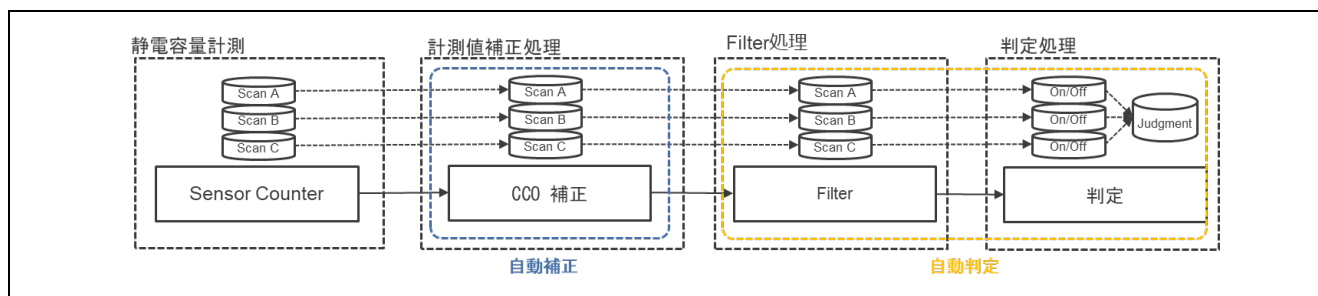 静電容量計測
計測値補正処理
Filter処理
判定処理
Scan A
Scan A
Scan A
On/Off
Scan B
Scan B
Scan B
On/Off
Judgment
Scan C
Scan C
Scan C
On/Off
Sensor Counter
CCO 補正
Filter
判定
自動補正
自動判定